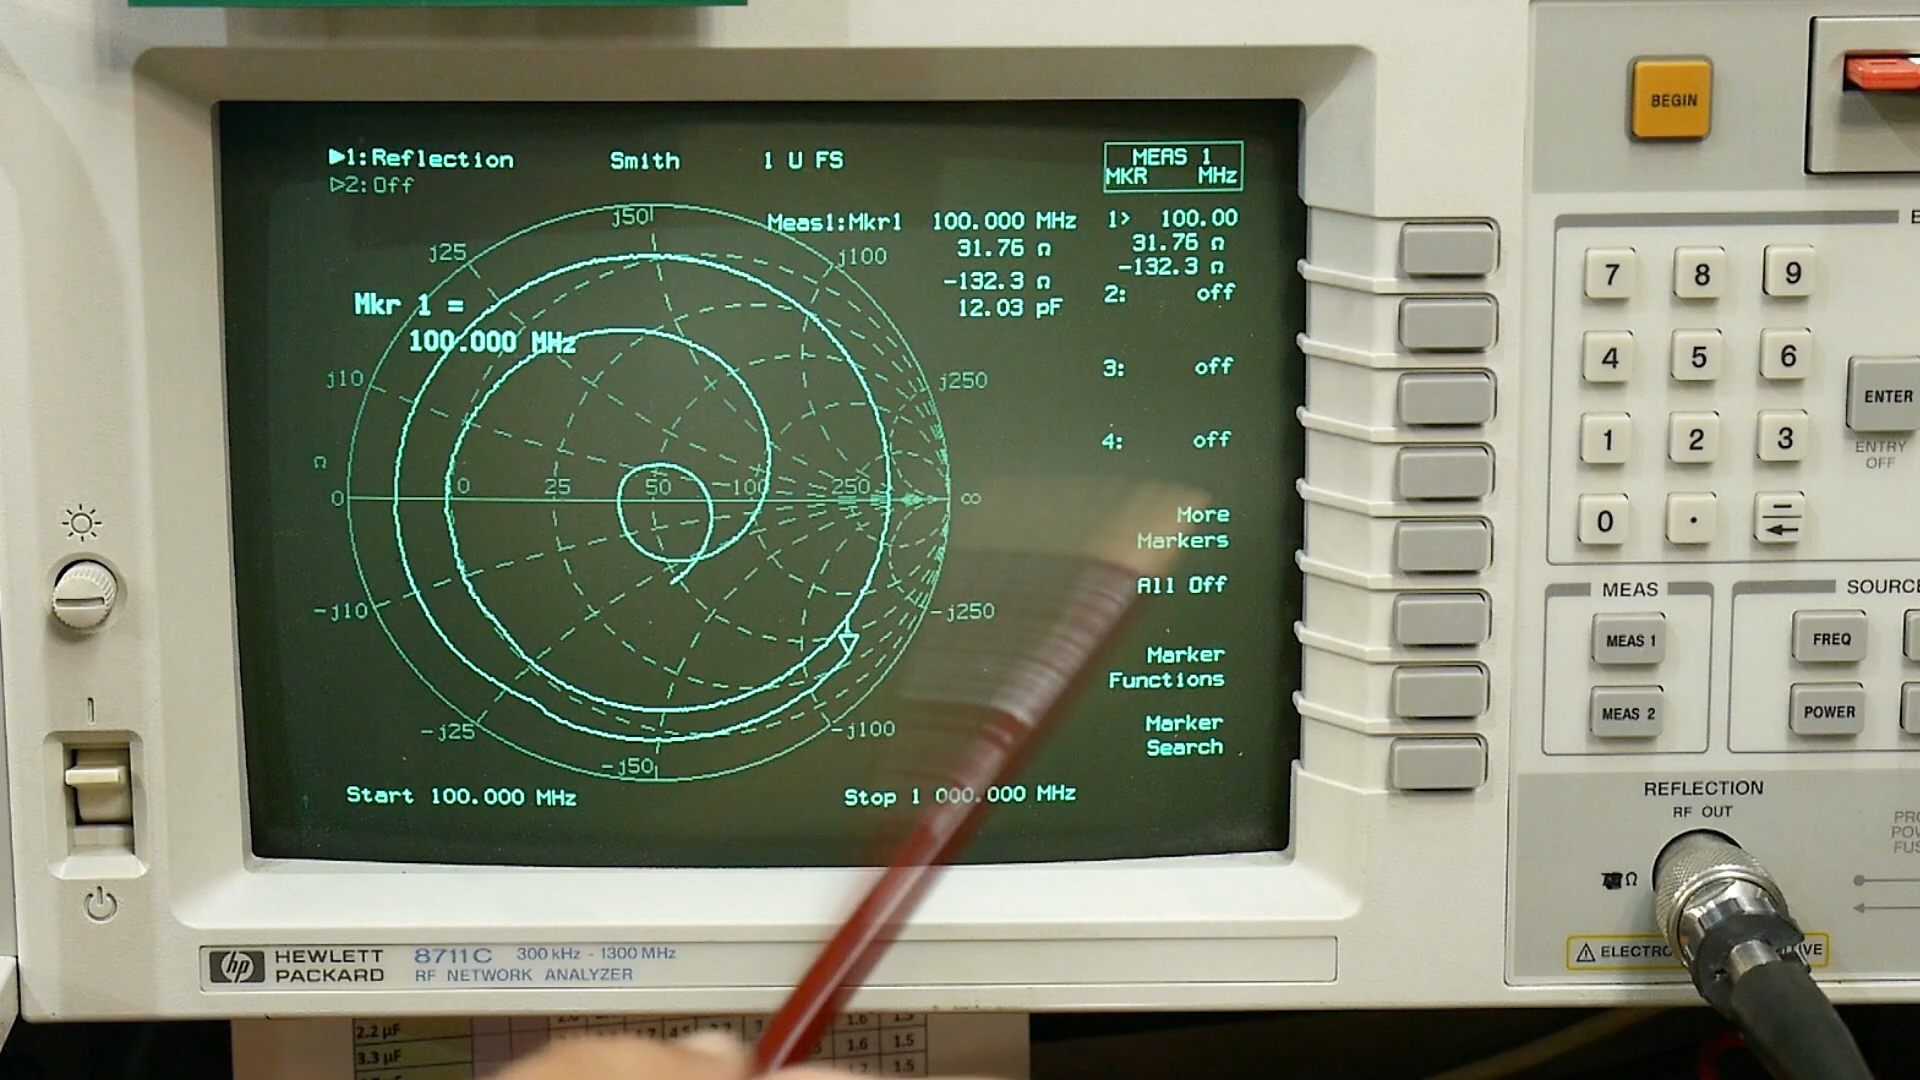 ▶1:Reflection Smith 1 U FS
▷2:Off
MEAS 1
MKR MHz
Meas1:Mkr1 100.000 MHz
31.76 Ω
-132.3 Ω
12.03 pF
1> 100.00
31.76 Ω
-132.3 Ω
2: off
3: off
4: off
More
Markers
All Off
Marker
Functions
Marker
Search
Mkr 1 =
100.000 MHz
j50
j25
j100
j10
j250
Ω
0
0 25 50 100 250
∞
-j10
-j250
-j25
-j100
-j50
Start 100.000 MHz
Stop 1 000.000 MHz
hp HEWLETT
PACKARD
8711C 300 kHz - 1300 MHz
RF NETWORK ANALYZER
BEGIN
7 8 9
4 5 6
1 2 3
0 . −
ENTER
ENTRY
OFF
MEAS
MEAS 1
MEAS 2
SOURCE
FREQ
POWER
REFLECTION
RF OUT
Ω
2.2 µF
3.3 µF
1.6 1.5
1.5